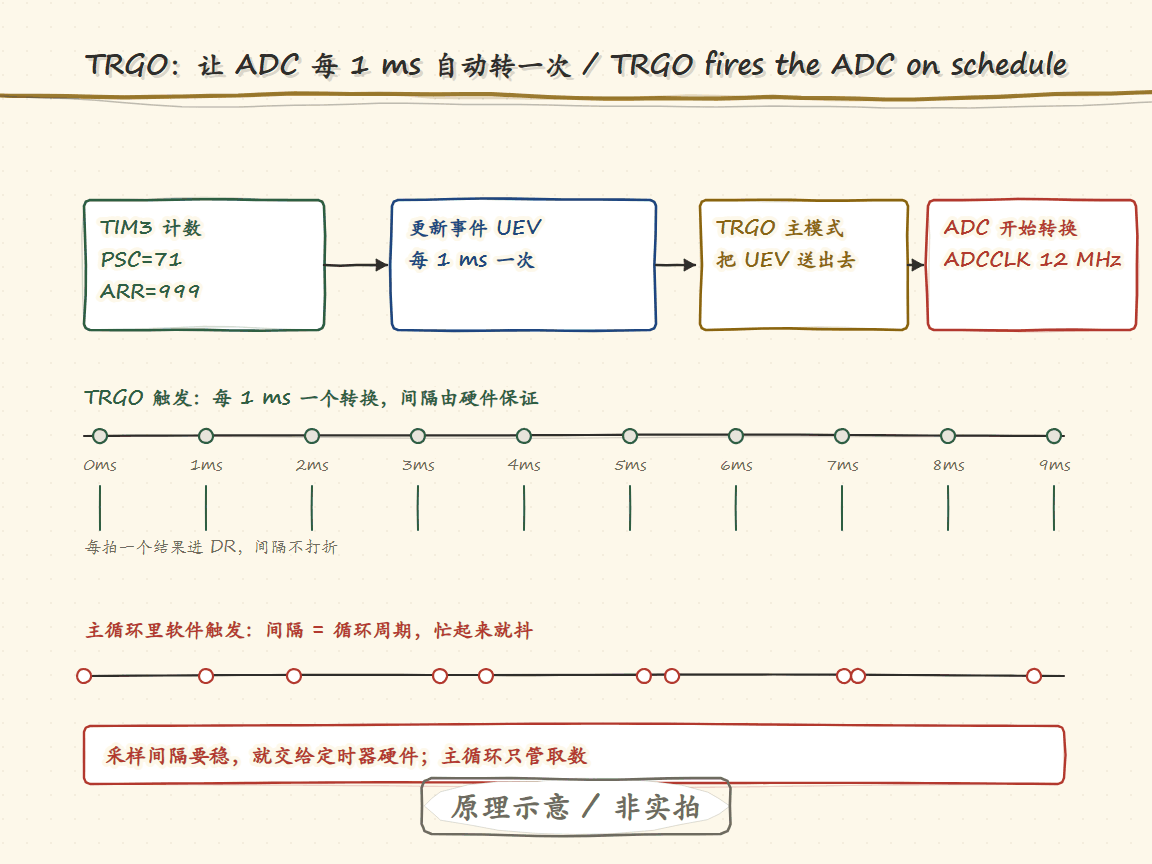 TRGO：让 ADC 每 1 ms 自动转一次 / TRGO fires the ADC on schedule
TIM3 计数
PSC=71
ARR=999
更新事件 UEV
每 1 ms 一次
TRGO 主模式
把 UEV 送出去
ADC 开始转换
ADCCLK 12 MHz
TRGO 触发：每 1 ms 一个转换，间隔由硬件保证
0ms 1ms 2ms 3ms 4ms 5ms 6ms 7ms 8ms 9ms
每拍一个结果进 DR，间隔不打折
主循环里软件触发：间隔 = 循环周期，忙起来就抖
采样间隔要稳，就交给定时器硬件；主循环只管取数
原理示意 / 非实拍